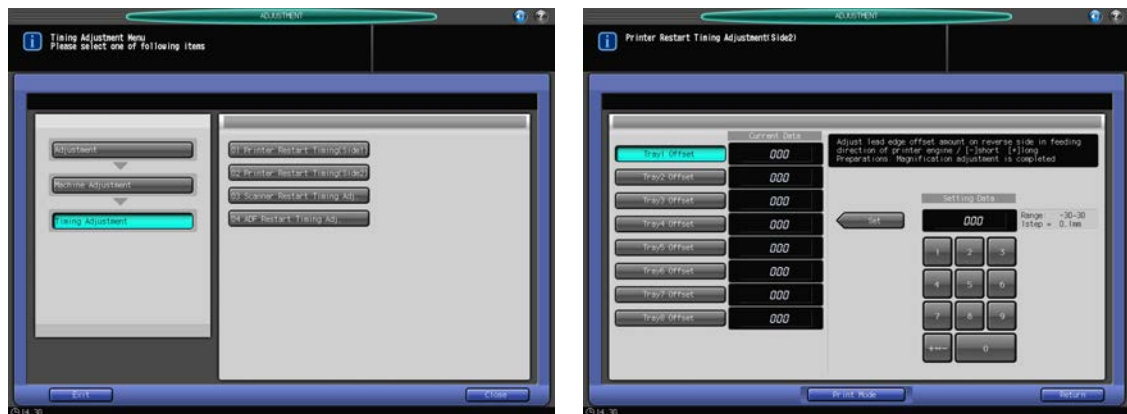 ADJUSTMENT
Timing Adjustment Menu
Please select one of following items
Adjustment
Machine Adjustment
Timing Adjustment
01 Printer Restart Timing(Side1)
02 Printer Restart Timing(Side2)
03 Scanner Restart Timing Adj.
04 ADF Restart Timing Adj.
Exit
Close
14:30
ADJUSTMENT
Printer Restart Timing Adjustment(Side2)
Current Data
Tray1 Offset 000
Tray2 Offset 000
Tray3 Offset 000
Tray4 Offset 000
Tray5 Offset 000
Tray6 Offset 000
Tray7 Offset 000
Tray8 Offset 000
Adjust lead edge offset amount on reverse side in feeding
direction of printer engine / [-]short [+]long
Preparations: Magnification adjustment is completed
Setting Data
Set
000
Range: -30-30
1step = 0.1mm
1 2 3
4 5 6
7 8 9
+↔- 0
Print Mode
Return
14:30